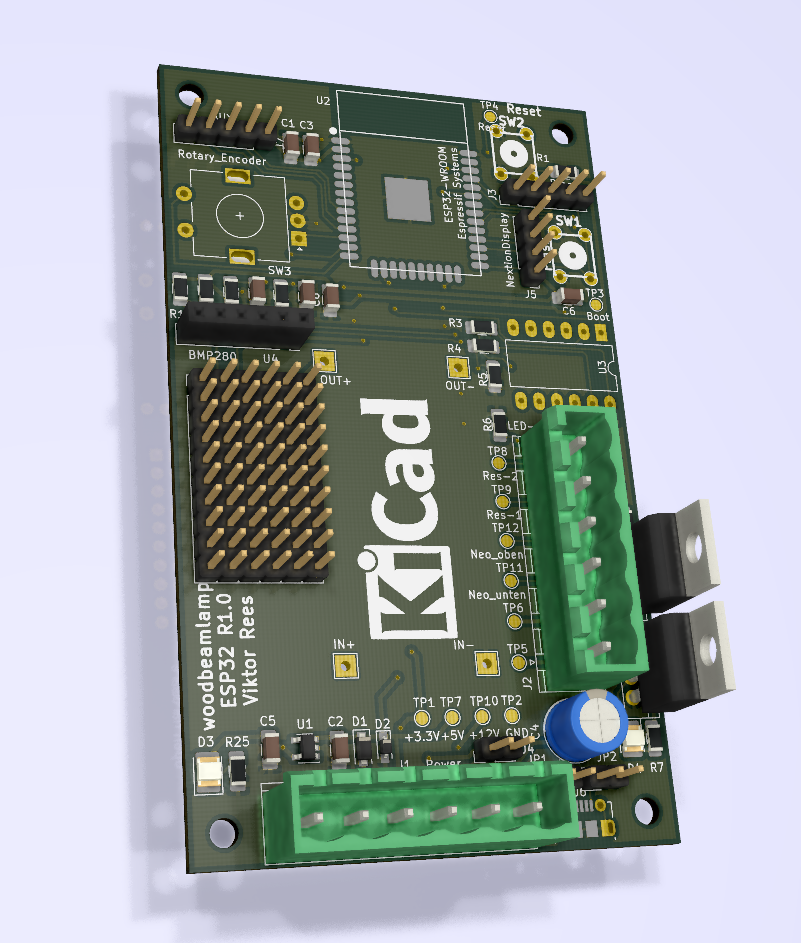 U2
TP4
Reset
SW2
C1 C3
R1
Rotary_Encoder
ESP32-WROOM
Espressif Systems
J3
NextionDisplay
SW1
SW3
J5
C6
TP3
Boot
R3
BMP280
U4
OUT+
R4
OUT-
U3
R5
R6
LED-
TP8
Res-2
TP9
Res-1
TP12
Neo_oben
TP11
Neo_unten
TP6
KiCad
woodbeamlamp
ESP32 R1.0
Viktor Rees
IN+
IN-
TP5
J2
TP1 TP7 TP10 TP2
+3.3V +5V +12V GND
D3
R25
C5
U1
C2
D1
D2
J4
JP1
JP2
R7
J1 Power